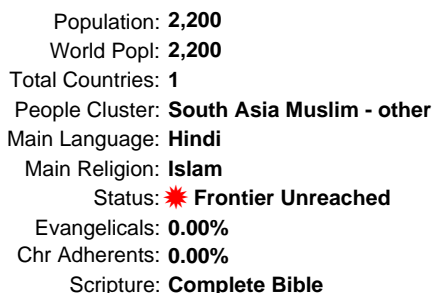 Population: 2,200
World Popl: 2,200
Total Countries: 1
People Cluster: South Asia Muslim - other
Main Language: Hindi
Main Religion: Islam
Status: Frontier Unreached
Evangelicals: 0.00%
Chr Adherents: 0.00%
Scripture: Complete Bible